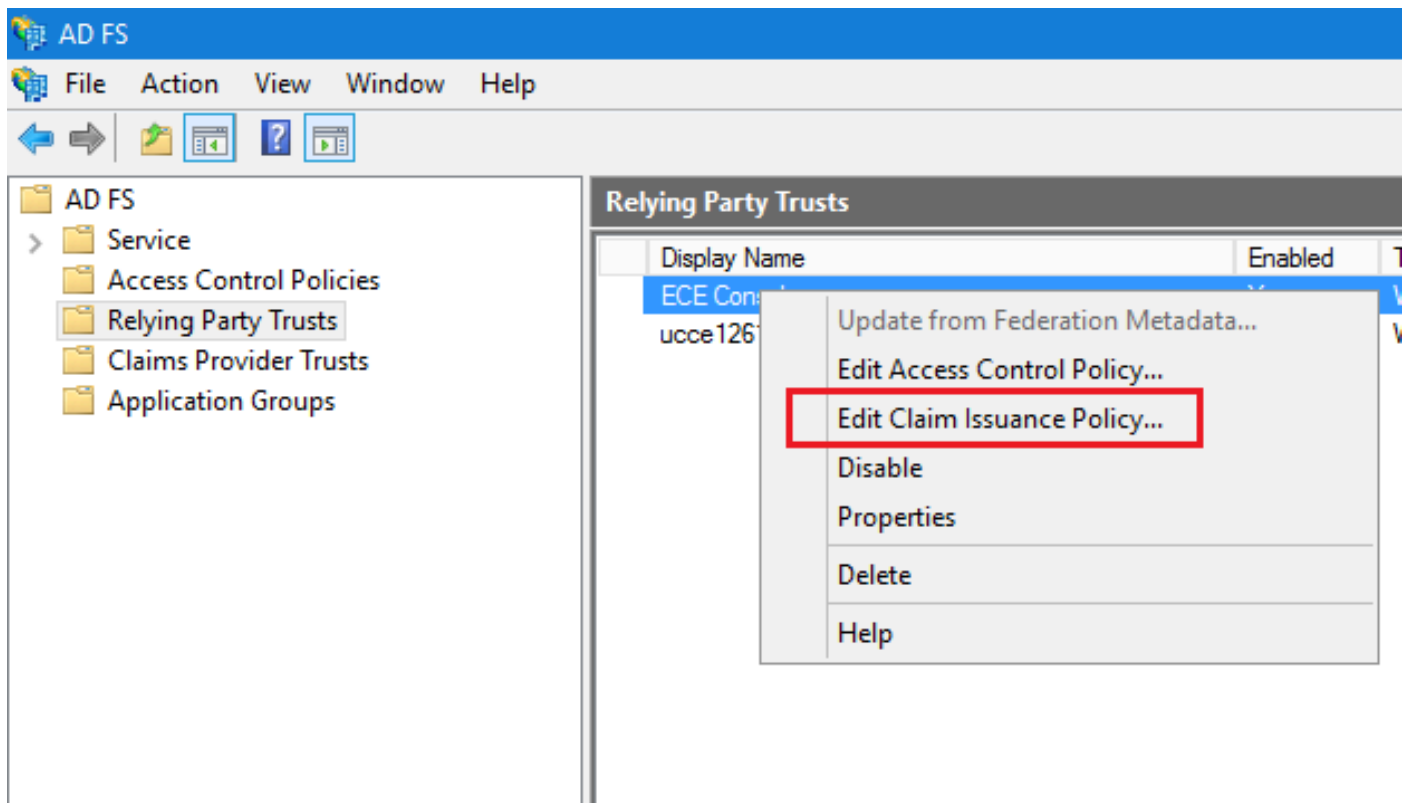 AD FS
File Action View Window Help
AD FS
Service
Access Control Policies
Relying Party Trusts
Claims Provider Trusts
Application Groups
Relying Party Trusts
Display Name Enabled
ECE
ucce126
Update from Federation Metadata...
Edit Access Control Policy...
Edit Claim Issuance Policy...
Disable
Properties
Delete
Help